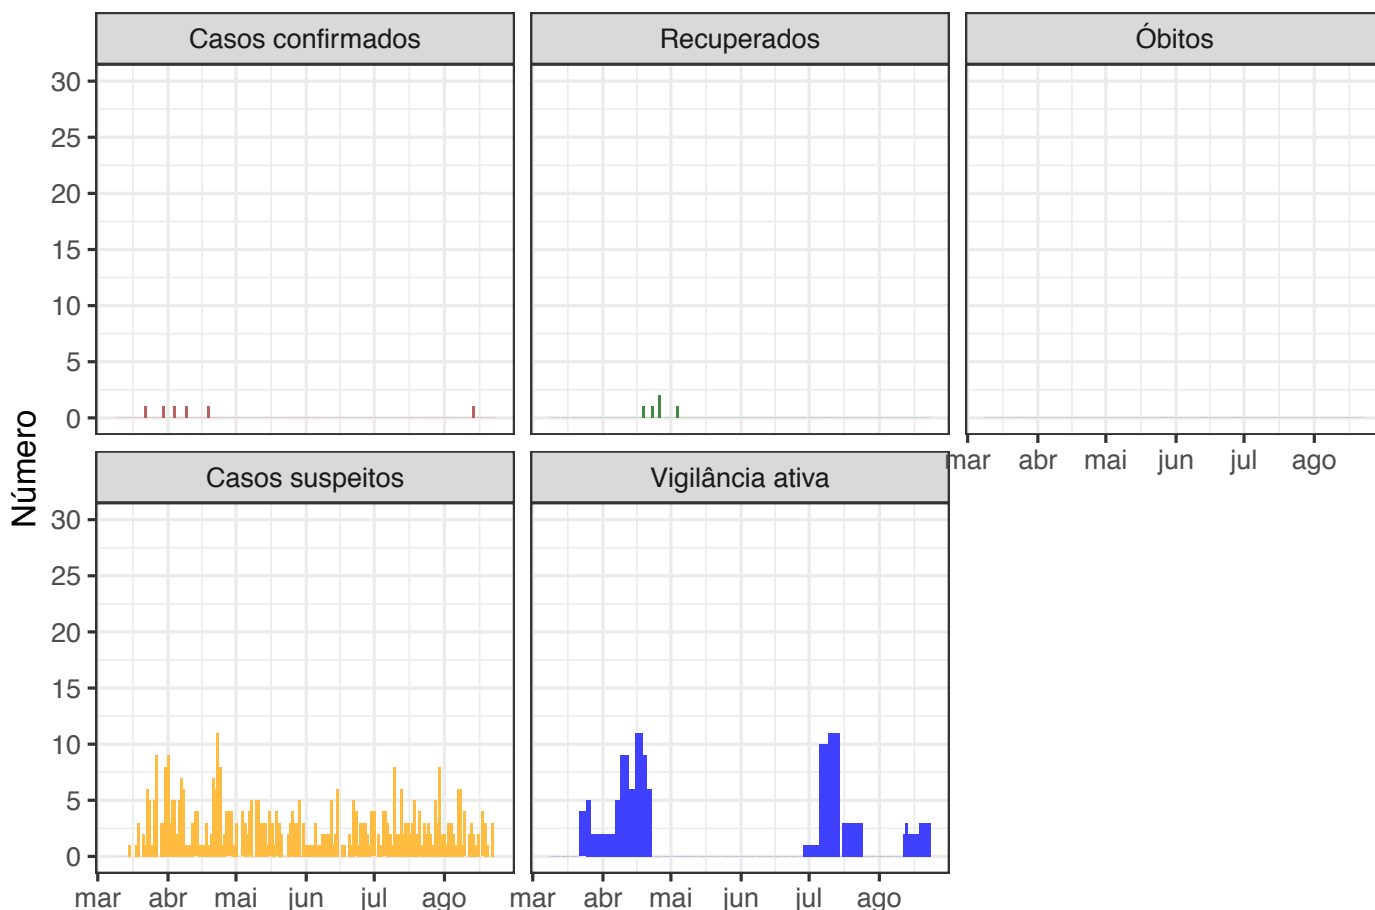 Casos confirmados
Recuperados
Óbitos
30
25
20
15
10
5
0
mar abr mai jun jul ago
Número
Casos suspeitos
Vigilância ativa
30
25
20
15
10
5
0
mar abr mai jun jul ago
mar abr mai jun jul ago